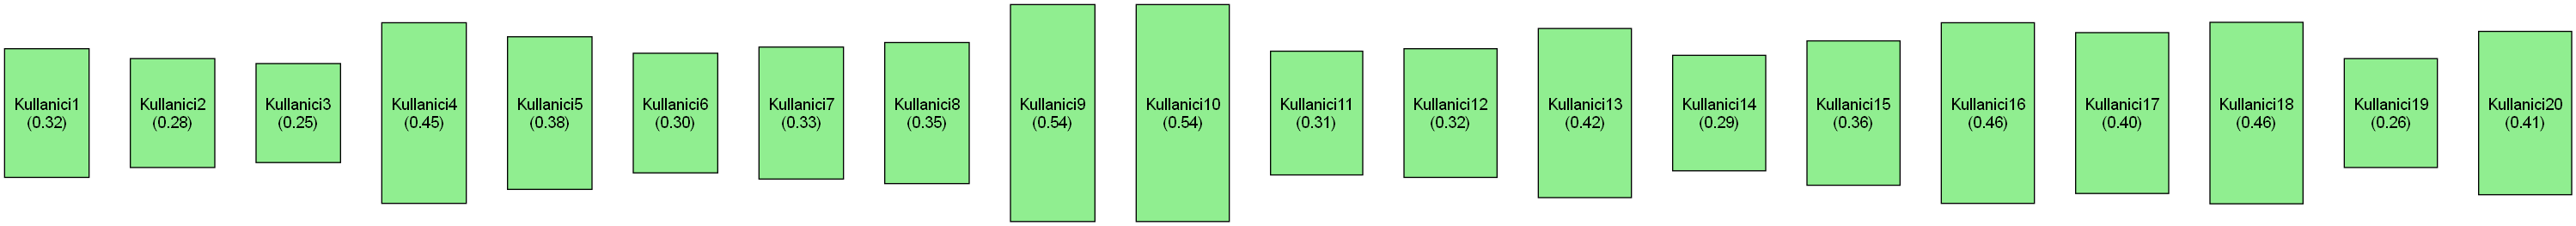 Kullanici1
(0.32)
Kullanici2
(0.28)
Kullanici3
(0.25)
Kullanici4
(0.45)
Kullanici5
(0.38)
Kullanici6
(0.30)
Kullanici7
(0.33)
Kullanici8
(0.35)
Kullanici9
(0.54)
Kullanici10
(0.54)
Kullanici11
(0.31)
Kullanici12
(0.32)
Kullanici13
(0.42)
Kullanici14
(0.29)
Kullanici15
(0.36)
Kullanici16
(0.46)
Kullanici17
(0.40)
Kullanici18
(0.46)
Kullanici19
(0.26)
Kullanici20
(0.41)